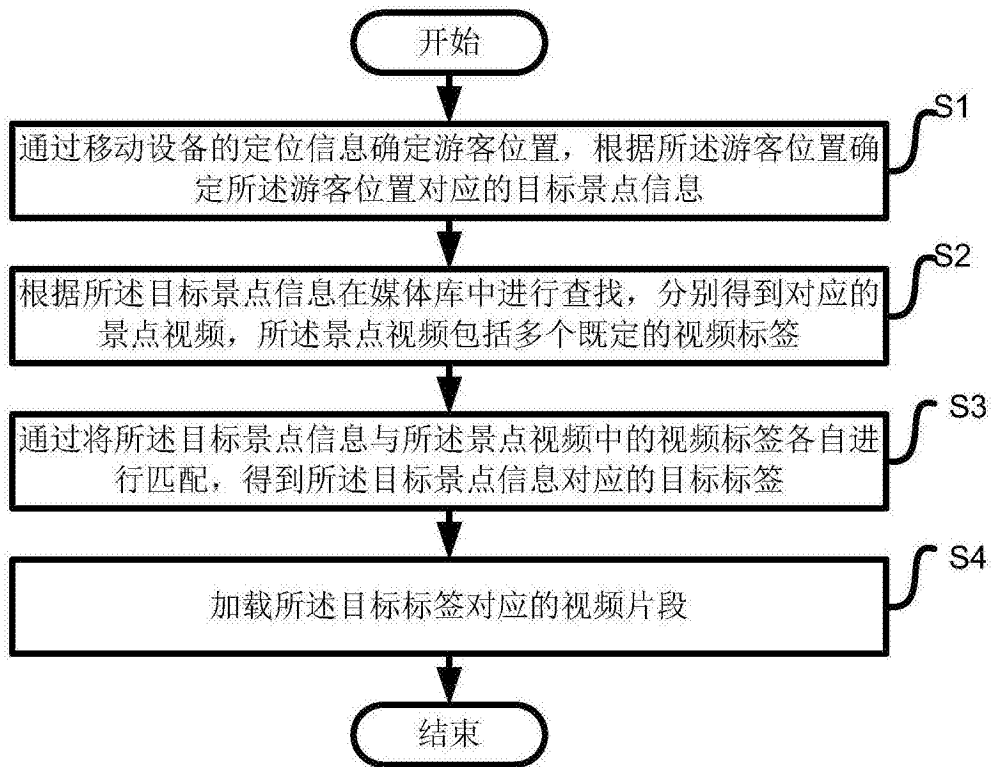 开始
S1
通过移动设备的定位信息确定游客位置，根据所述游客位置确
定所述游客位置对应的目标景点信息
S2
根据所述目标景点信息在媒体库中进行查找，分别得到对应的
景点视频，所述景点视频包括多个既定的视频标签
S3
通过将所述目标景点信息与所述景点视频中的视频标签各自进
行匹配，得到所述目标景点信息对应的目标标签
S4
加载所述目标标签对应的视频片段
结束